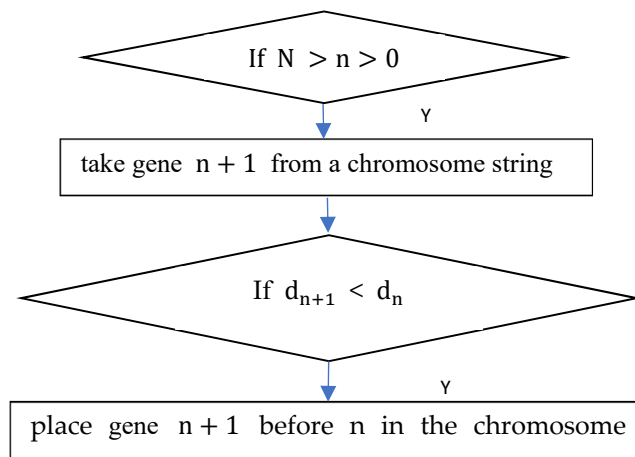 If N > n > 0
Y
take gene n + 1 from a chromosome string
If dₙ₊₁ < dₙ
Y
place gene n + 1 before n in the chromosome